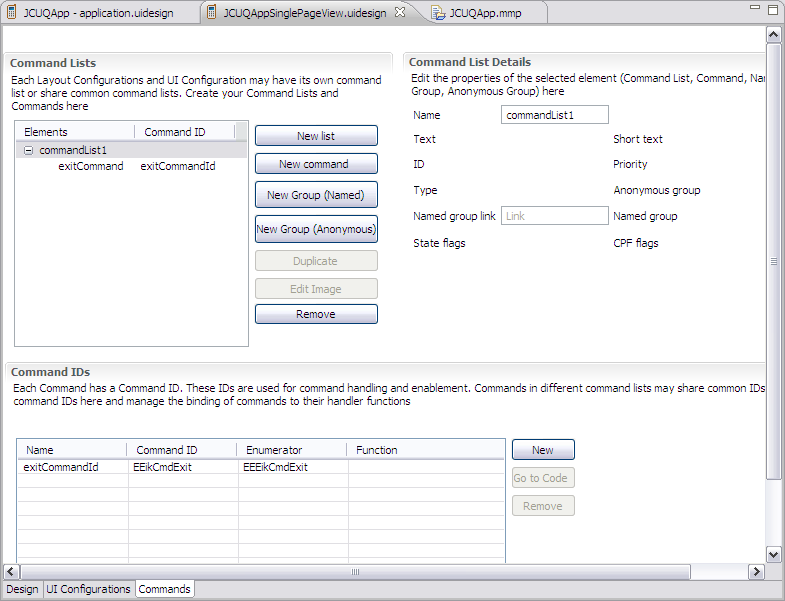 JCUQApp - application.uidesign
JCUQAppSinglePageView.uidesign
JCUQApp.mmp
Command Lists
Each Layout Configurations and UI Configuration may have its own command
list or share common command lists. Create your Command Lists and
Commands here
Elements Command ID
commandList1
exitCommand exitCommandId
New list
New command
New Group (Named)
New Group (Anonymous)
Duplicate
Edit Image
Remove
Command List Details
Edit the properties of the selected element (Command List, Command, Na
Group, Anonymous Group) here
Name commandList1
Text Short text
ID Priority
Type Anonymous group
Named group link Link Named group
State flags CPF flags
Command IDs
Each Command has a Command ID. These IDs are used for command handling and enablement. Commands in different command lists may share common IDs
command IDs here and manage the binding of commands to their handler functions
Name Command ID Enumerator Function
exitCommandId EEikCmdExit EEEikCmdExit
New
Go to Code
Remove
Design UI Configurations Commands